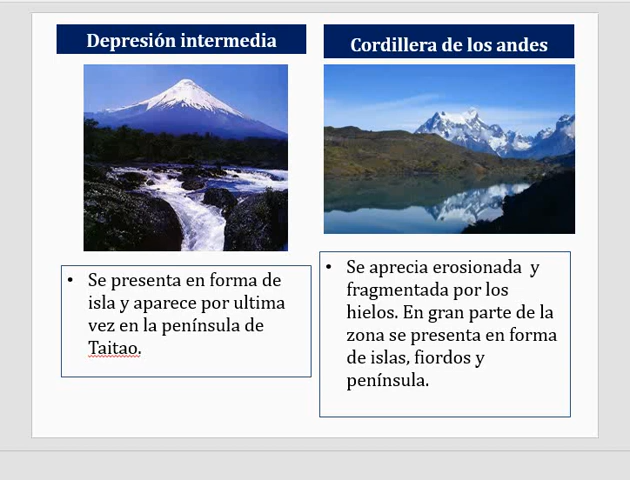 Depresión intermedia
Cordillera de los andes
• Se presenta en forma de
isla y aparece por ultima
vez en la península de
Taitao.
• Se aprecia erosionada y
fragmentada por los
hielos. En gran parte de la
zona se presenta en forma
de islas, fiordos y
península.